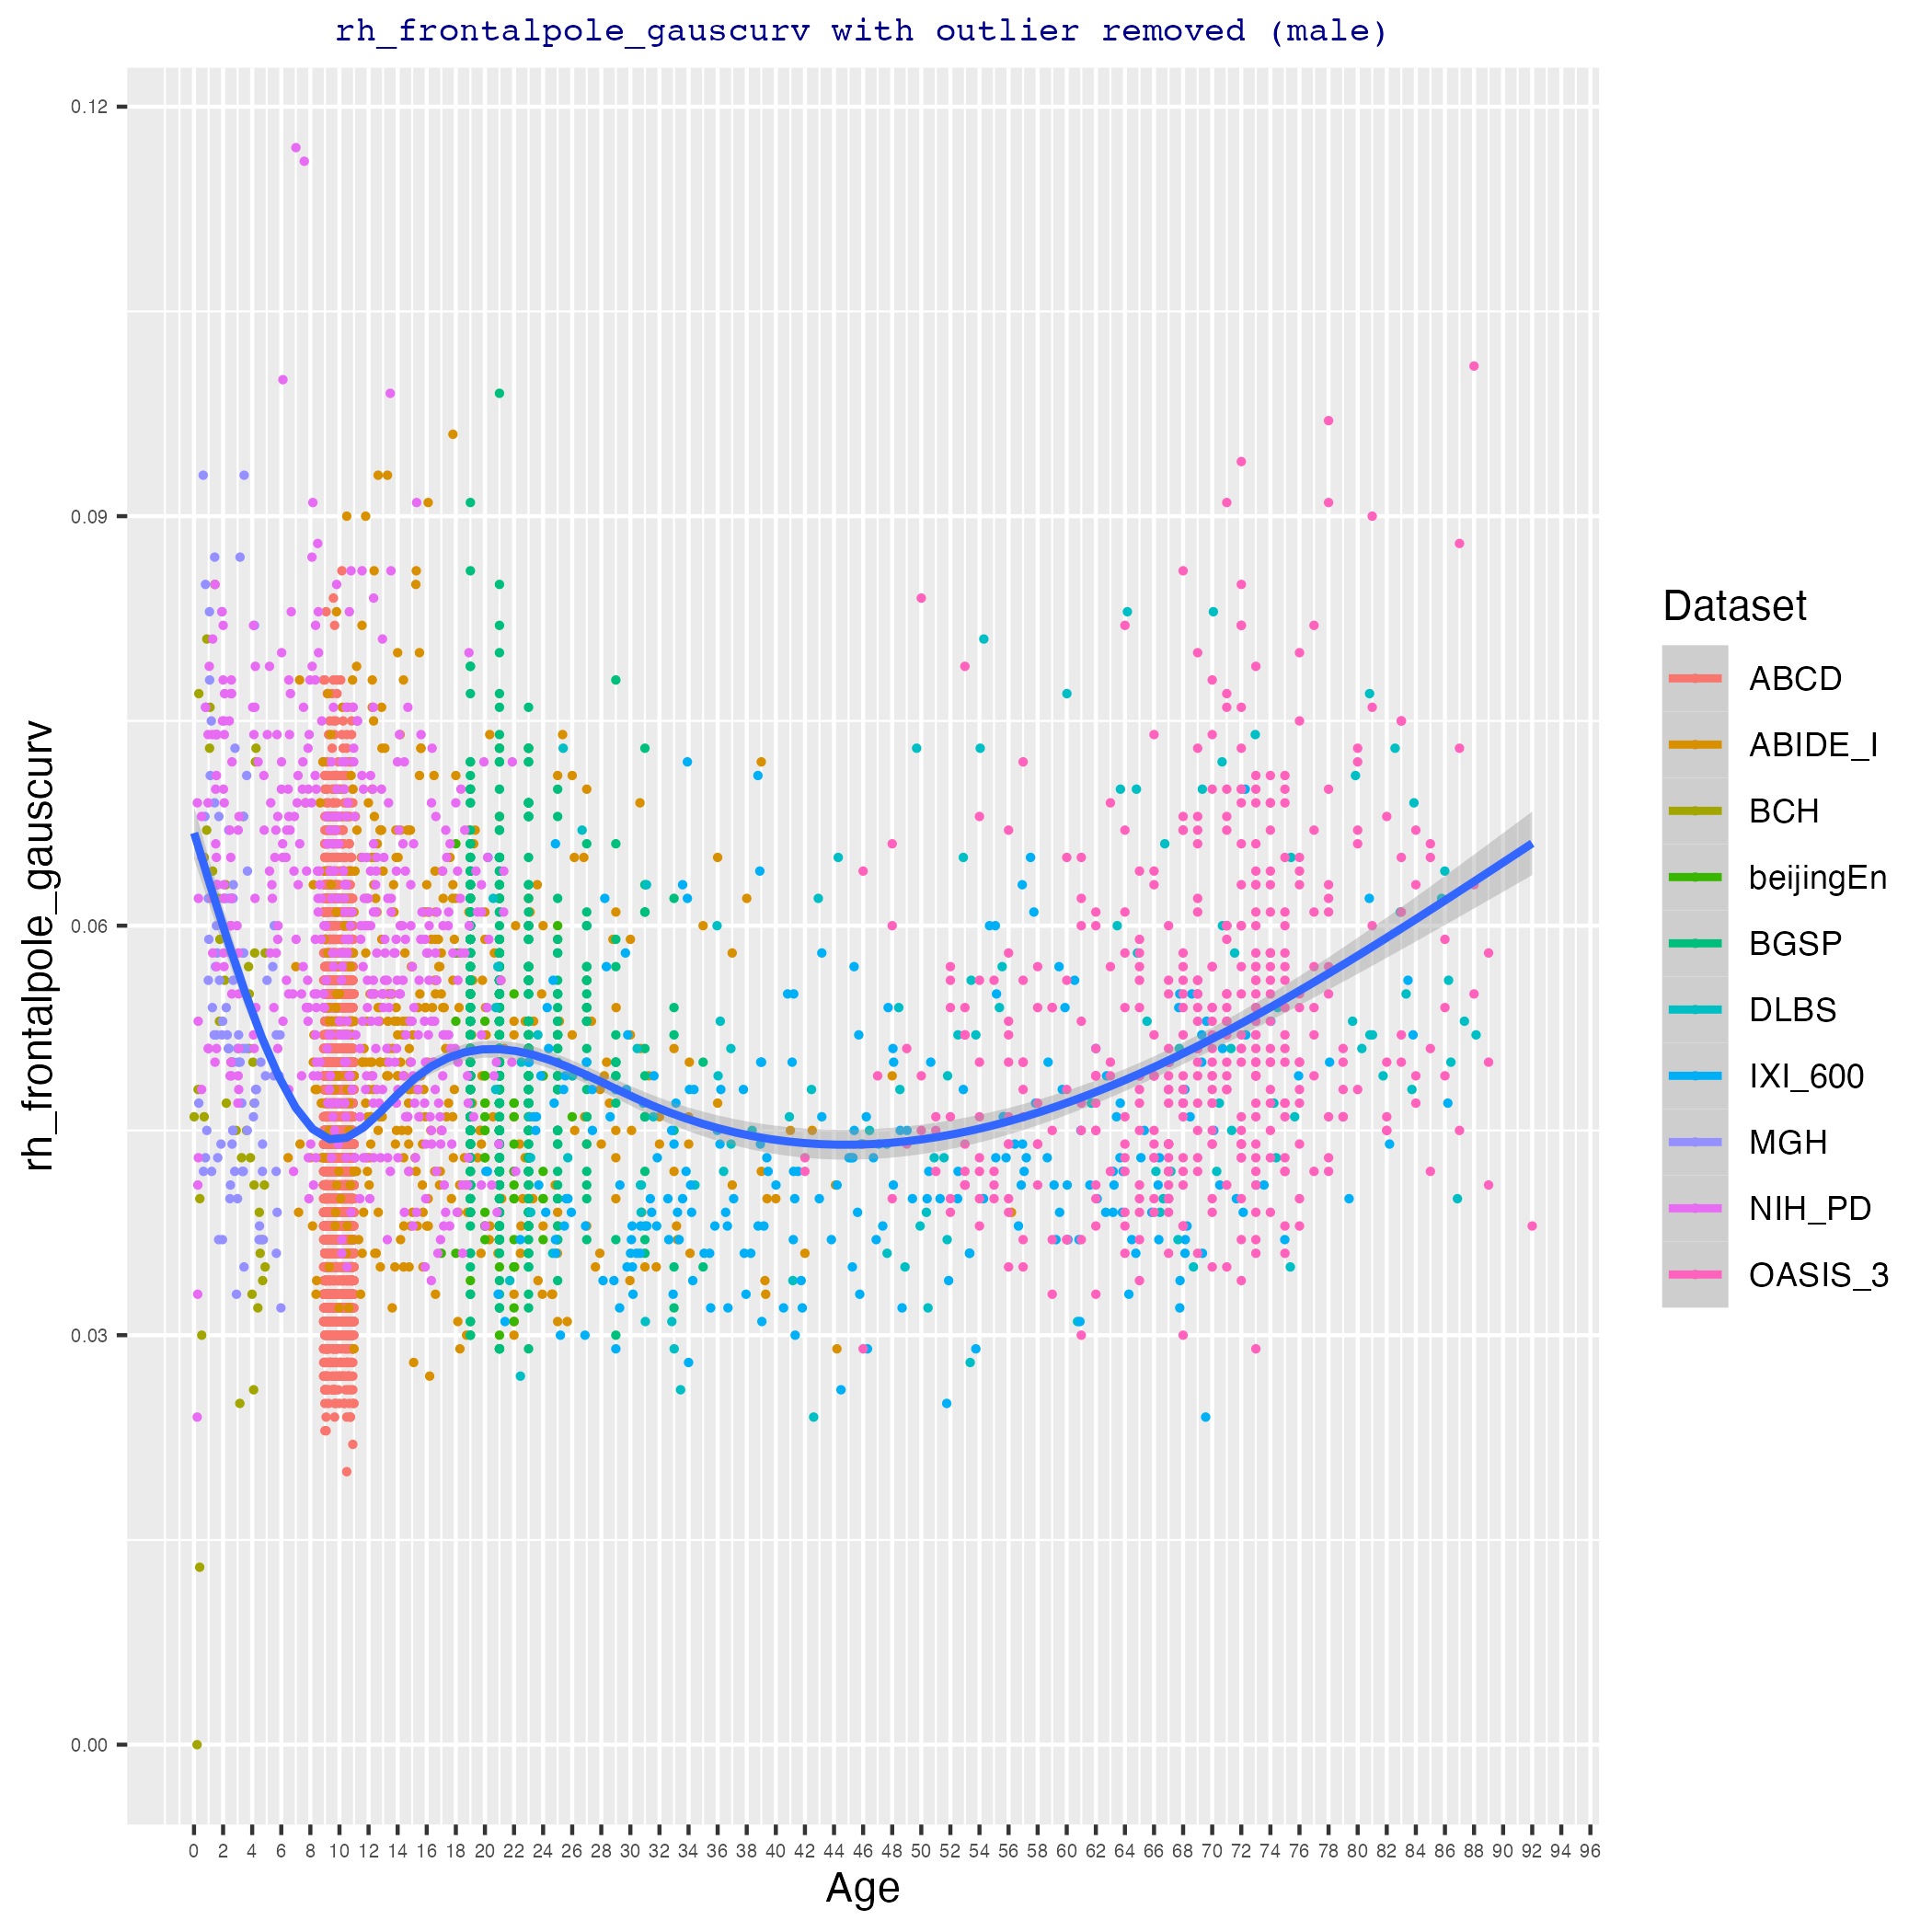 rh_frontalpole_gauscurv with outlier removed (male)
rh_frontalpole_gauscurv
0.12
0.09
0.06
0.03
0.00
0 2 4 6 8 10 12 14 16 18 20 22 24 26 28 30 32 34 36 38 40 42 44 46 48 50 52 54 56 58 60 62 64 66 68 70 72 74 76 78 80 82 84 86 88 90 92 94 96
Age
Dataset
ABCD
ABIDE_I
BCH
beijingEn
BGSP
DLBS
IXI_600
MGH
NIH_PD
OASIS_3